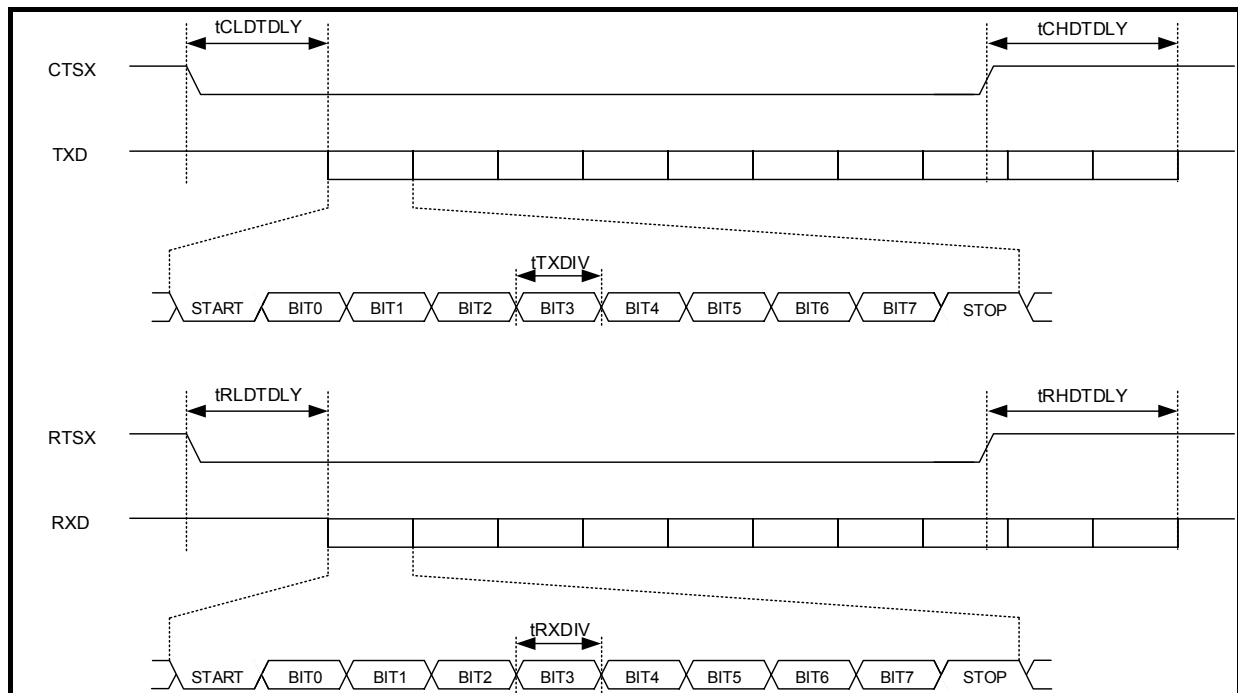 tCLDTDLY tCHDTDLY
CTSX
TXD
tTXDIV
START BIT0 BIT1 BIT2 BIT3 BIT4 BIT5 BIT6 BIT7 STOP
tRLDTDLY tRHDTDLY
RTSX
RXD
tRXDIV
START BIT0 BIT1 BIT2 BIT3 BIT4 BIT5 BIT6 BIT7 STOP